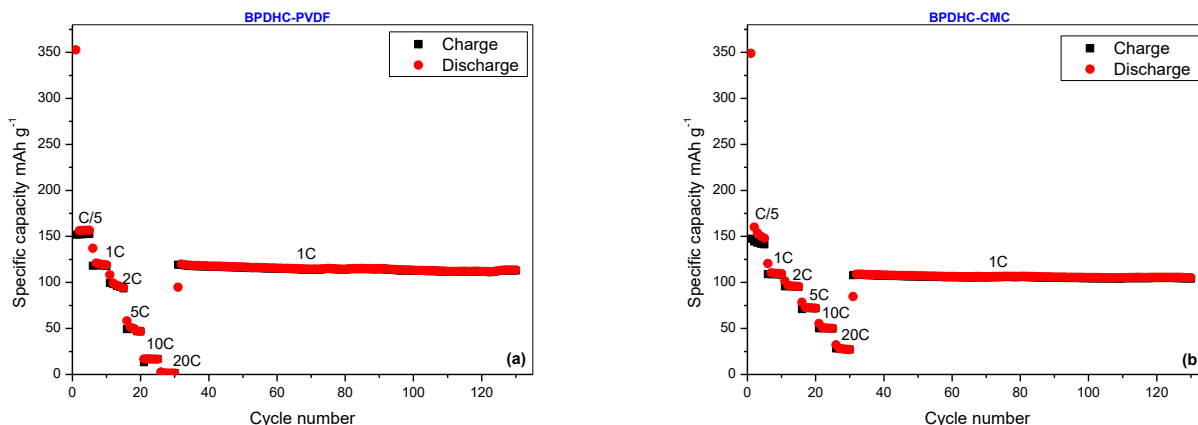 BPDHC-PVDF
350
300
250
200
150
100
50
0
Specific capacity mAh g⁻¹
Charge
Discharge
C/5
1C
2C
5C
10C
20C
1C
(a)
0 20 40 60 80 100 120
Cycle number
BPDHC-CMC
350
300
250
200
150
100
50
0
Specific capacity mAh g⁻¹
Charge
Discharge
C/5
1C
2C
5C
10C
20C
1C
(b
0 20 40 60 80 100 120
Cycle number